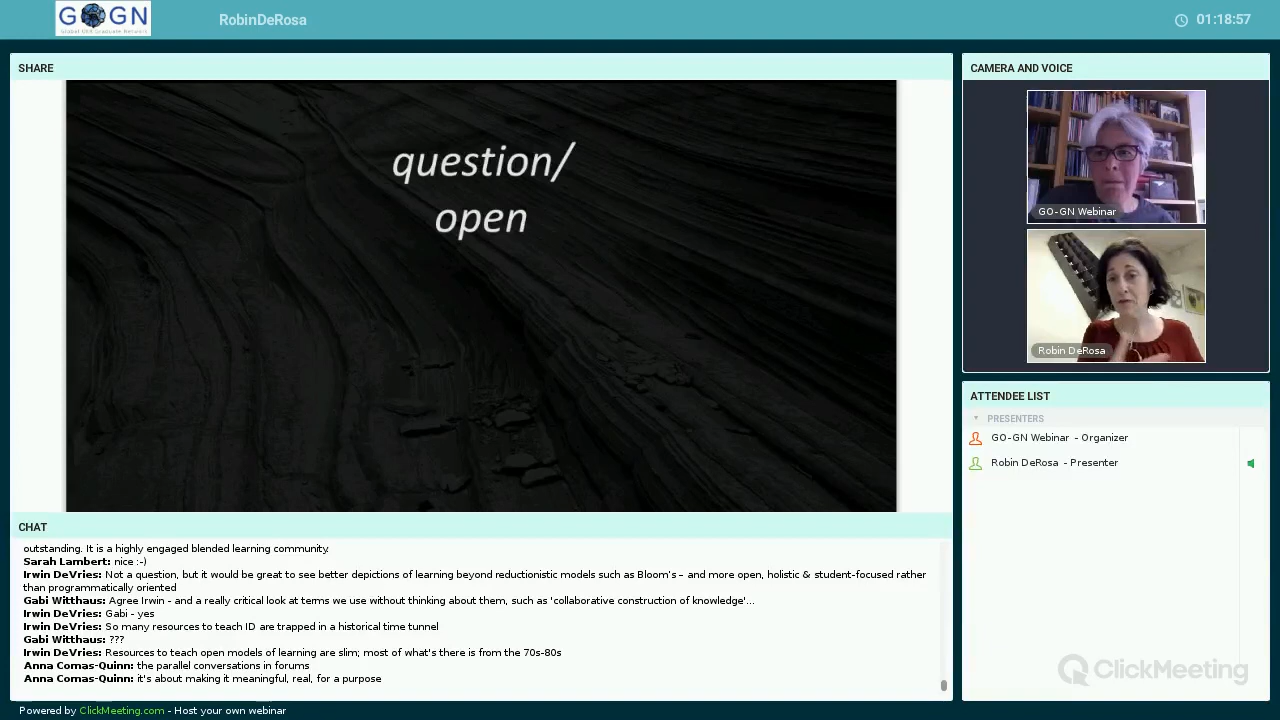 GO GN
Global OER Graduate Network
RobinDeRosa
01:18:57
SHARE
question/
open
CHAT
outstanding. It is a highly engaged blended learning community.
Sarah Lambert: nice :-)
Irwin DeVries: Not a question, but it would be great to see better depictions of learning beyond reductionistic models such as Bloom's – and more open, holistic & student-focused rather
than programmatically oriented
Gabi Witthaus: Agree Irwin - and a really critical look at terms we use without thinking about them, such as 'collaborative construction of knowledge'...
Irwin DeVries: Gabi - yes
Irwin DeVries: So many resources to teach ID are trapped in a historical time tunnel
Gabi Witthaus: ???
Irwin DeVries: Resources to teach open models of learning are slim; most of what's there is from the 70s-80s
Anna Comas-Quinn: the parallel conversations in forums
Anna Comas-Quinn: it's about making it meaningful, real, for a purpose
CAMERA AND VOICE
GO-GN Webinar
Robin DeRosa
ATTENDEE LIST
PRESENTERS
GO-GN Webinar - Organizer
Robin DeRosa - Presenter
ClickMeeting
Powered by ClickMeeting.com - Host your own webinar